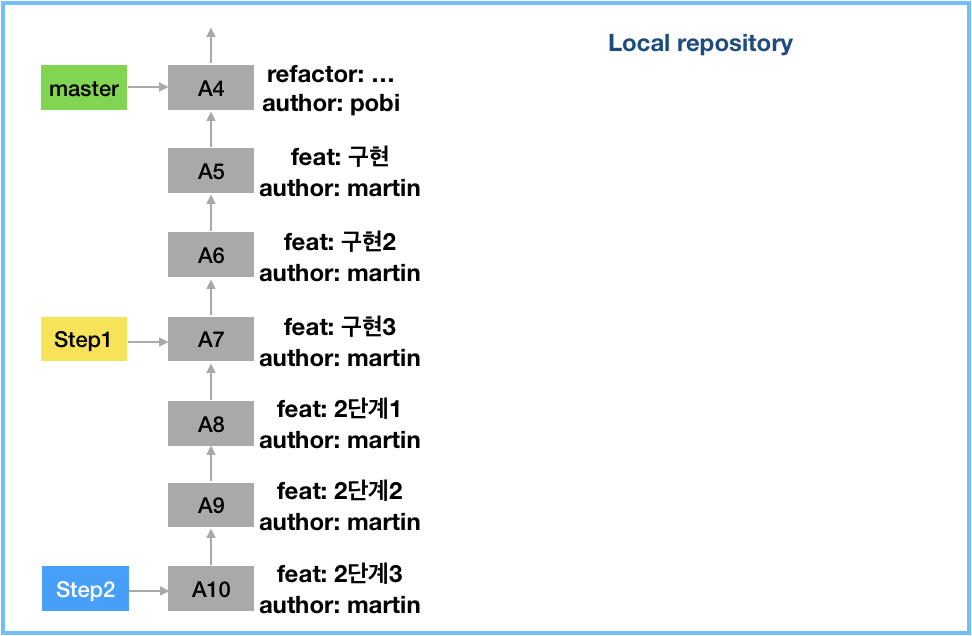 Local repository
master
A4
refactor: ...
author: pobi
A5
feat: 구현
author: martin
A6
feat: 구현2
author: martin
Step1
A7
feat: 구현3
author: martin
A8
feat: 2단계1
author: martin
A9
feat: 2단계2
author: martin
Step2
A10
feat: 2단계3
author: martin